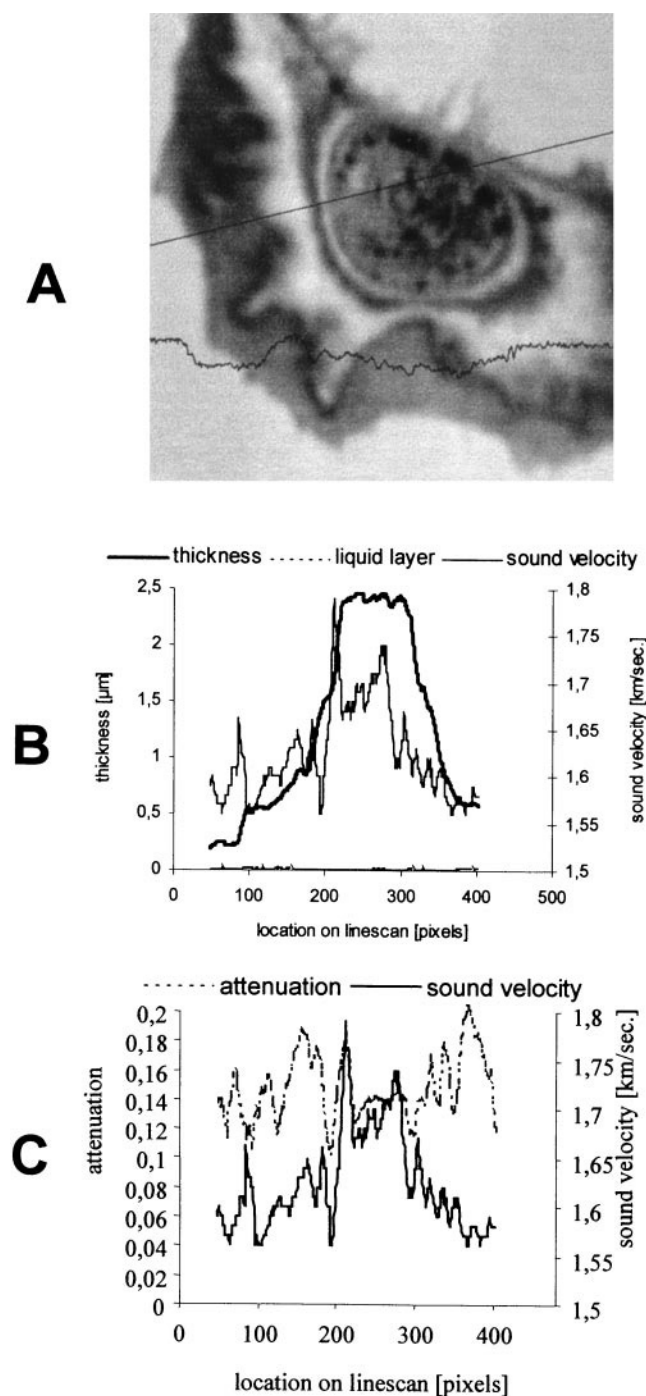 A
thickness liquid layer sound velocity
2,5
2
1,5
1
0,5
0
thickness [µm]
1,8
1,75
1,7
1,65
1,6
1,55
1,5
sound velocity [km/sec.]
0 100 200 300 400 500
location on linescan [pixels]
B
attenuation sound velocity
0,2
0,18
0,16
0,14
0,12
0,1
0,08
0,06
0,04
0,02
0
attenuation
1,8
1,75
1,7
1,65
1,6
1,55
1,5
sound velocity [km/sec.]
0 100 200 300 400
location on linescan [pixels]
C